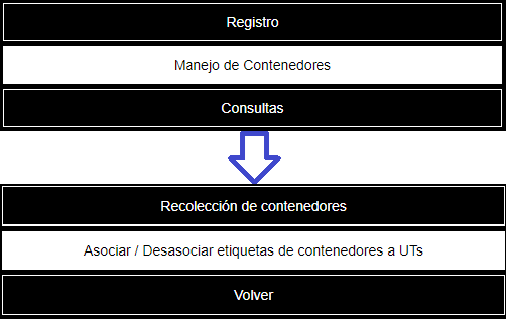 Registro
Manejo de Contenedores
Consultas
Recolección de contenedores
Asociar / Desasociar etiquetas de contenedores a UTs
Volver